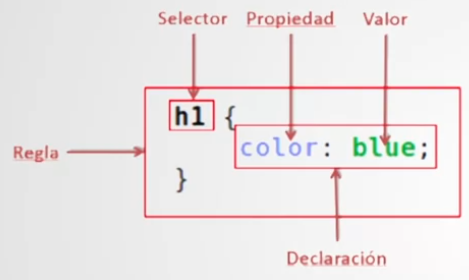 Selector Propiedad Valor
h1 {
Regla
color: blue;
}
Declaración